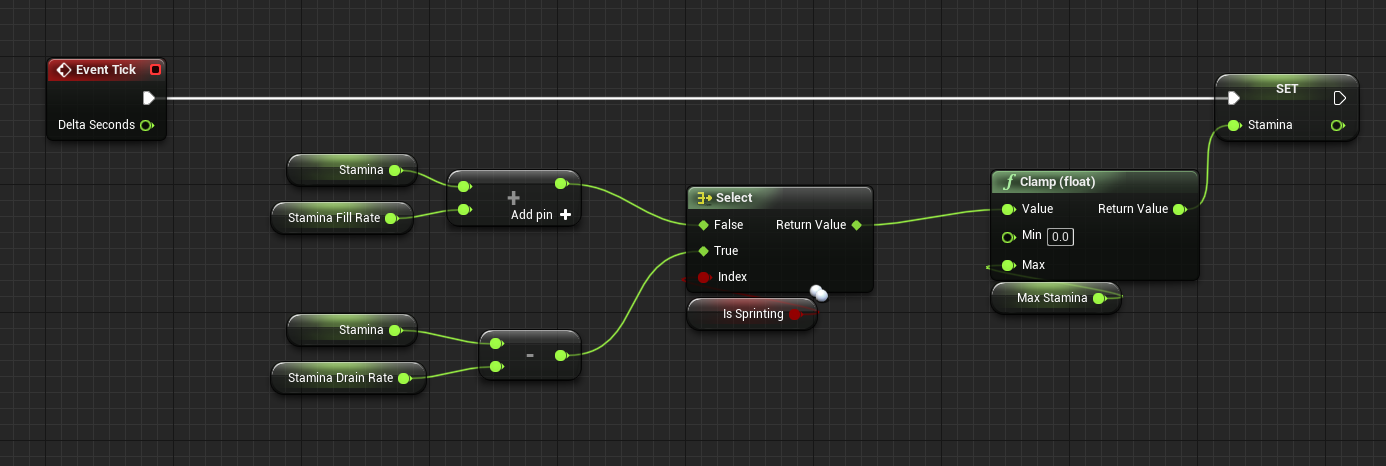 Event Tick
Delta Seconds
SET
Stamina
Stamina
Stamina Fill Rate
+
Add pin +
Select
False Return Value
True
Index
Is Sprinting
f Clamp (float)
Value Return Value
Min 0.0
Max
Max Stamina
Stamina
Stamina Drain Rate
-